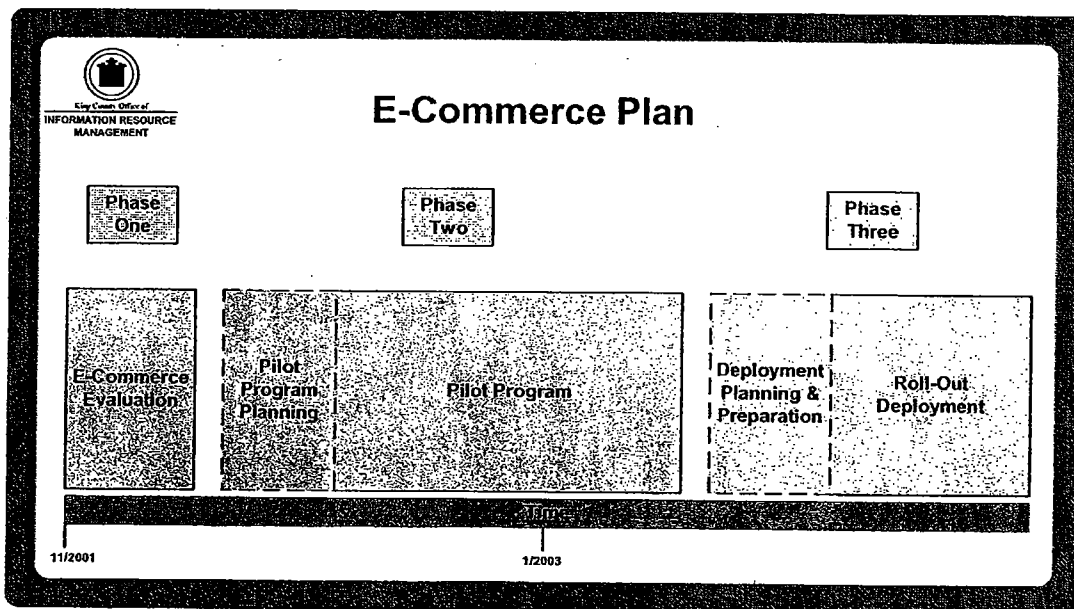 King County Office of
INFORMATION RESOURCE
MANAGEMENT
E-Commerce Plan
Phase
One
Phase
Two
Phase
Three
E-Commerce
Evaluation
Pilot
Program
Planning
Pilot Program
Deployment
Planning &
Preparation
Roll-Out
Deployment
Time
11/2001
1/2003